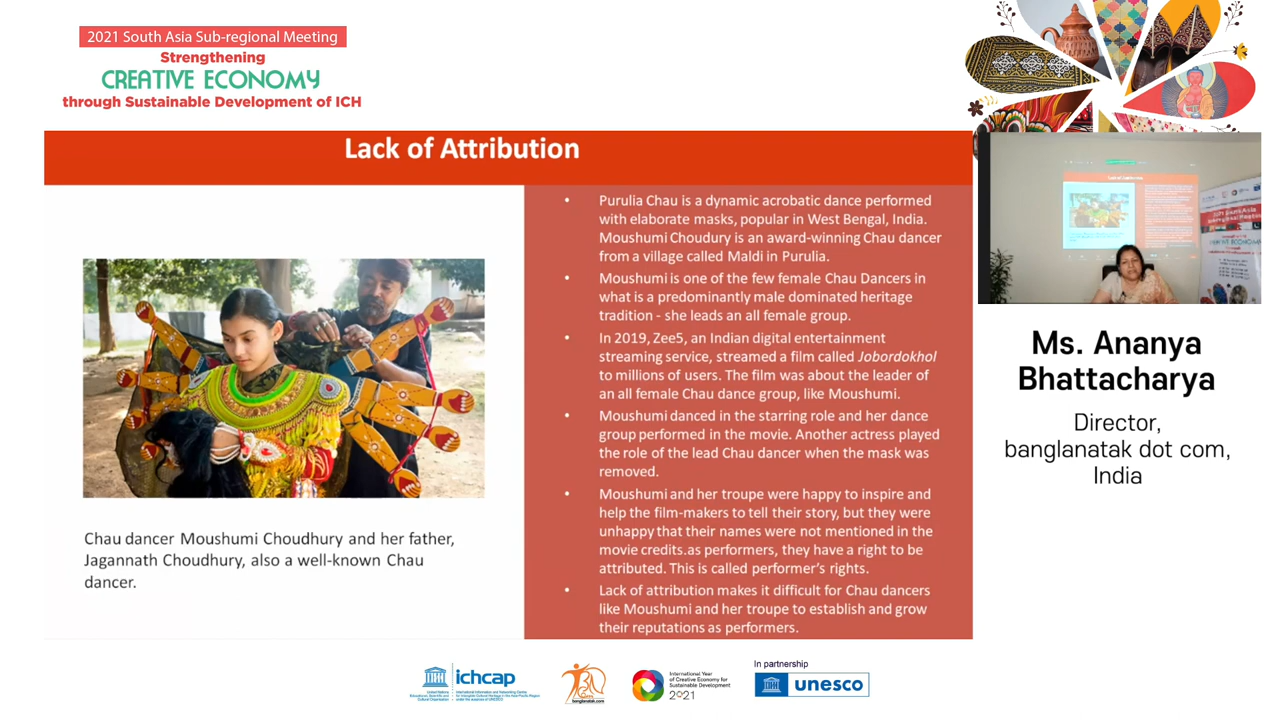 2021 South Asia Sub-regional Meeting
Strengthening
CREATIVE ECONOMY
through Sustainable Development of ICH
Lack of Attribution
Chau dancer Moushumi Choudhury and her father,
Jagannath Choudhury, also a well-known Chau
dancer.
• Purulia Chau is a dynamic acrobatic dance performed
with elaborate masks, popular in West Bengal, India.
Moushumi Choudury is an award-winning Chau dancer
from a village called Maldi in Purulia.
• Moushumi is one of the few female Chau Dancers in
what is a predominantly male dominated heritage
tradition - she leads an all female group.
• In 2019, Zee5, an Indian digital entertainment
streaming service, streamed a film called Jobordokhol
to millions of users. The film was about the leader of
an all female Chau dance group, like Moushumi.
• Moushumi danced in the starring role and her dance
group performed in the movie. Another actress played
the role of the lead Chau dancer when the mask was
removed.
• Moushumi and her troupe were happy to inspire and
help the film-makers to tell their story, but they were
unhappy that their names were not mentioned in the
movie credits.as performers, they have a right to be
attributed. This is called performer's rights.
• Lack of attribution makes it difficult for Chau dancers
like Moushumi and her troupe to establish and grow
their reputations as performers.
Ms. Ananya
Bhattacharya
Director,
banglanatak dot com,
India
ichcap
banglanatak.com
International Year
of Creative Economy for
Sustainable Development
2021
In partnership
unesco